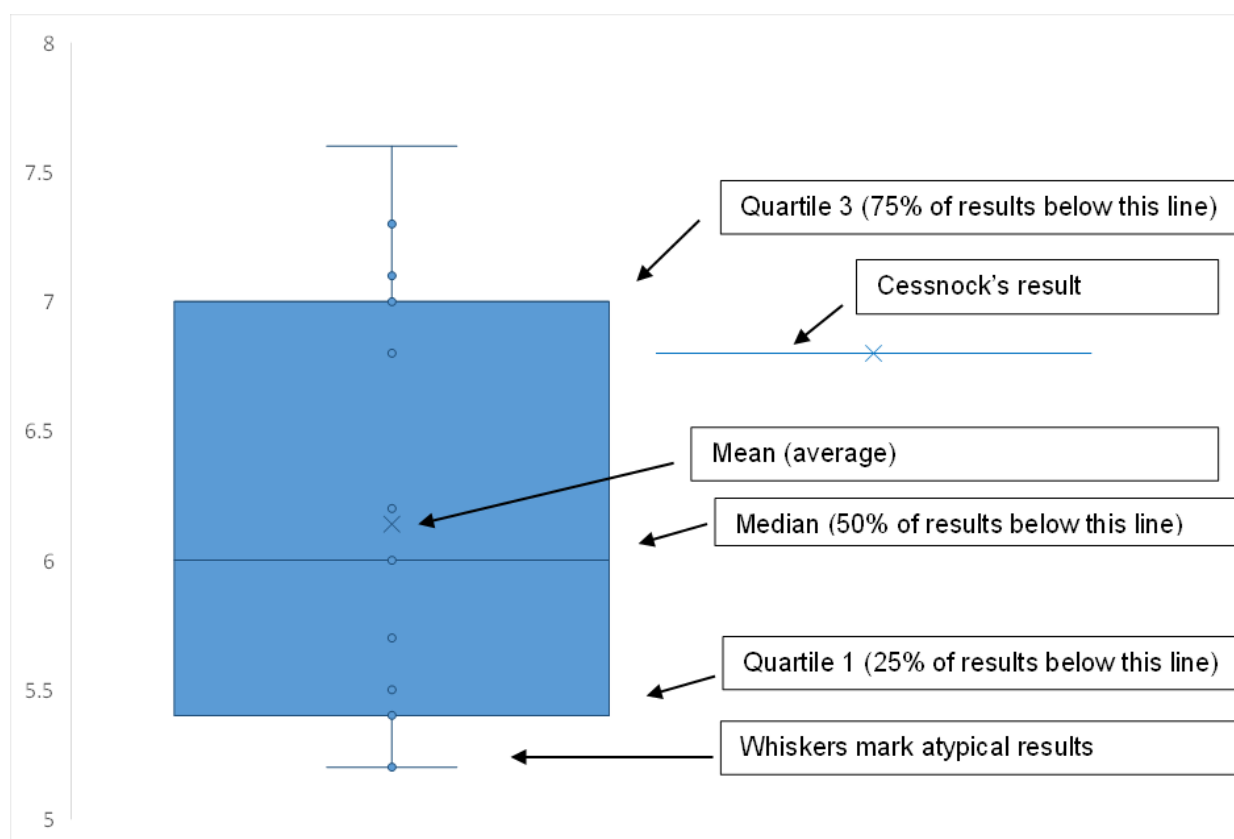 8
7.5
Quartile 3 (75% of results below this line)
Cessnock's result
7
6.5
Mean (average)
Median (50% of results below this line)
6
Quartile 1 (25% of results below this line)
5.5
Whiskers mark atypical results
5